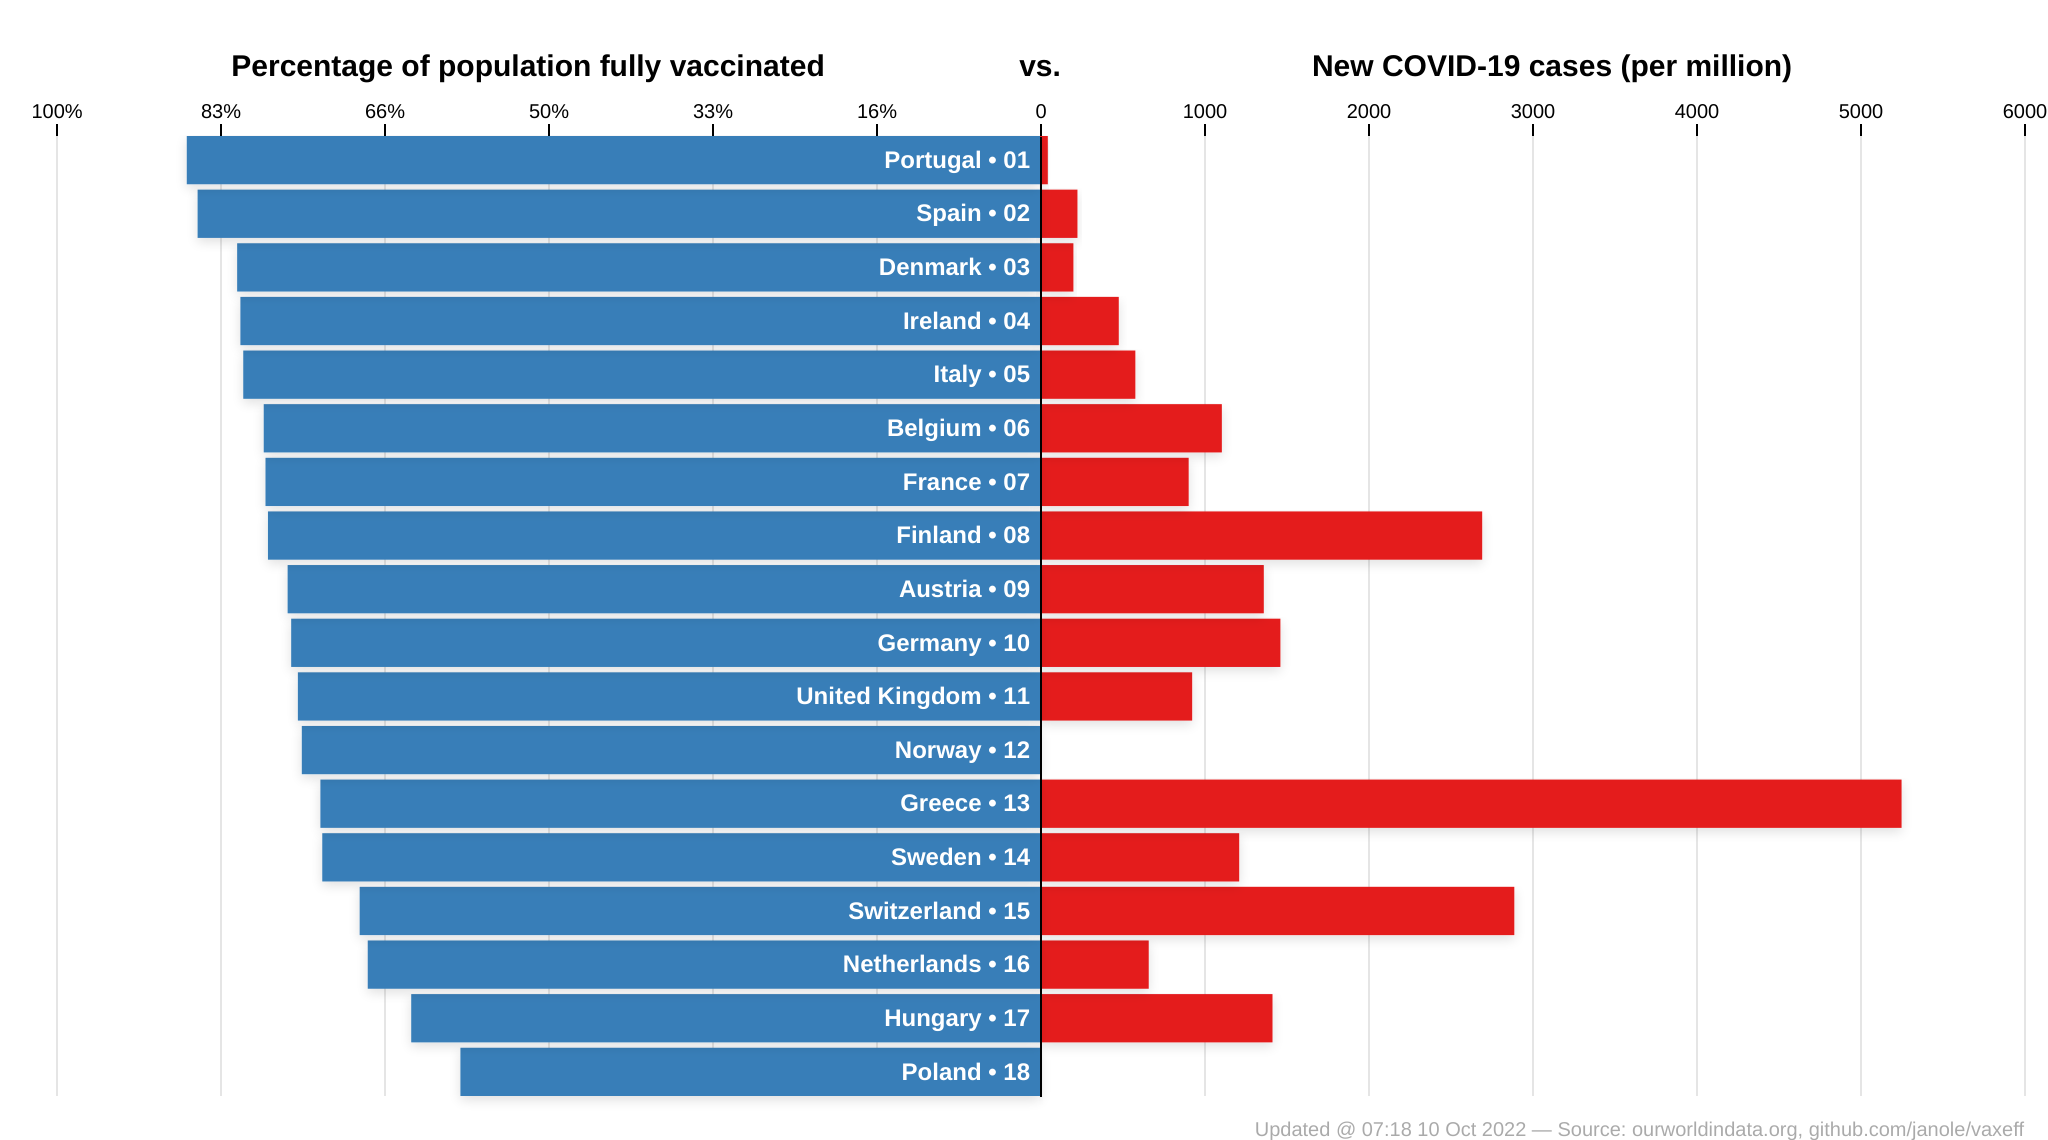 Percentage of population fully vaccinated vs. New COVID-19 cases (per million)
100% 83% 66% 50% 33% 16% 0 1000 2000 3000 4000 5000 6000
Portugal • 01
Spain • 02
Denmark • 03
Ireland • 04
Italy • 05
Belgium • 06
France • 07
Finland • 08
Austria • 09
Germany • 10
United Kingdom • 11
Norway • 12
Greece • 13
Sweden • 14
Switzerland • 15
Netherlands • 16
Hungary • 17
Poland • 18
Updated @ 07:18 10 Oct 2022 — Source: ourworldindata.org, github.com/janole/vaxeff